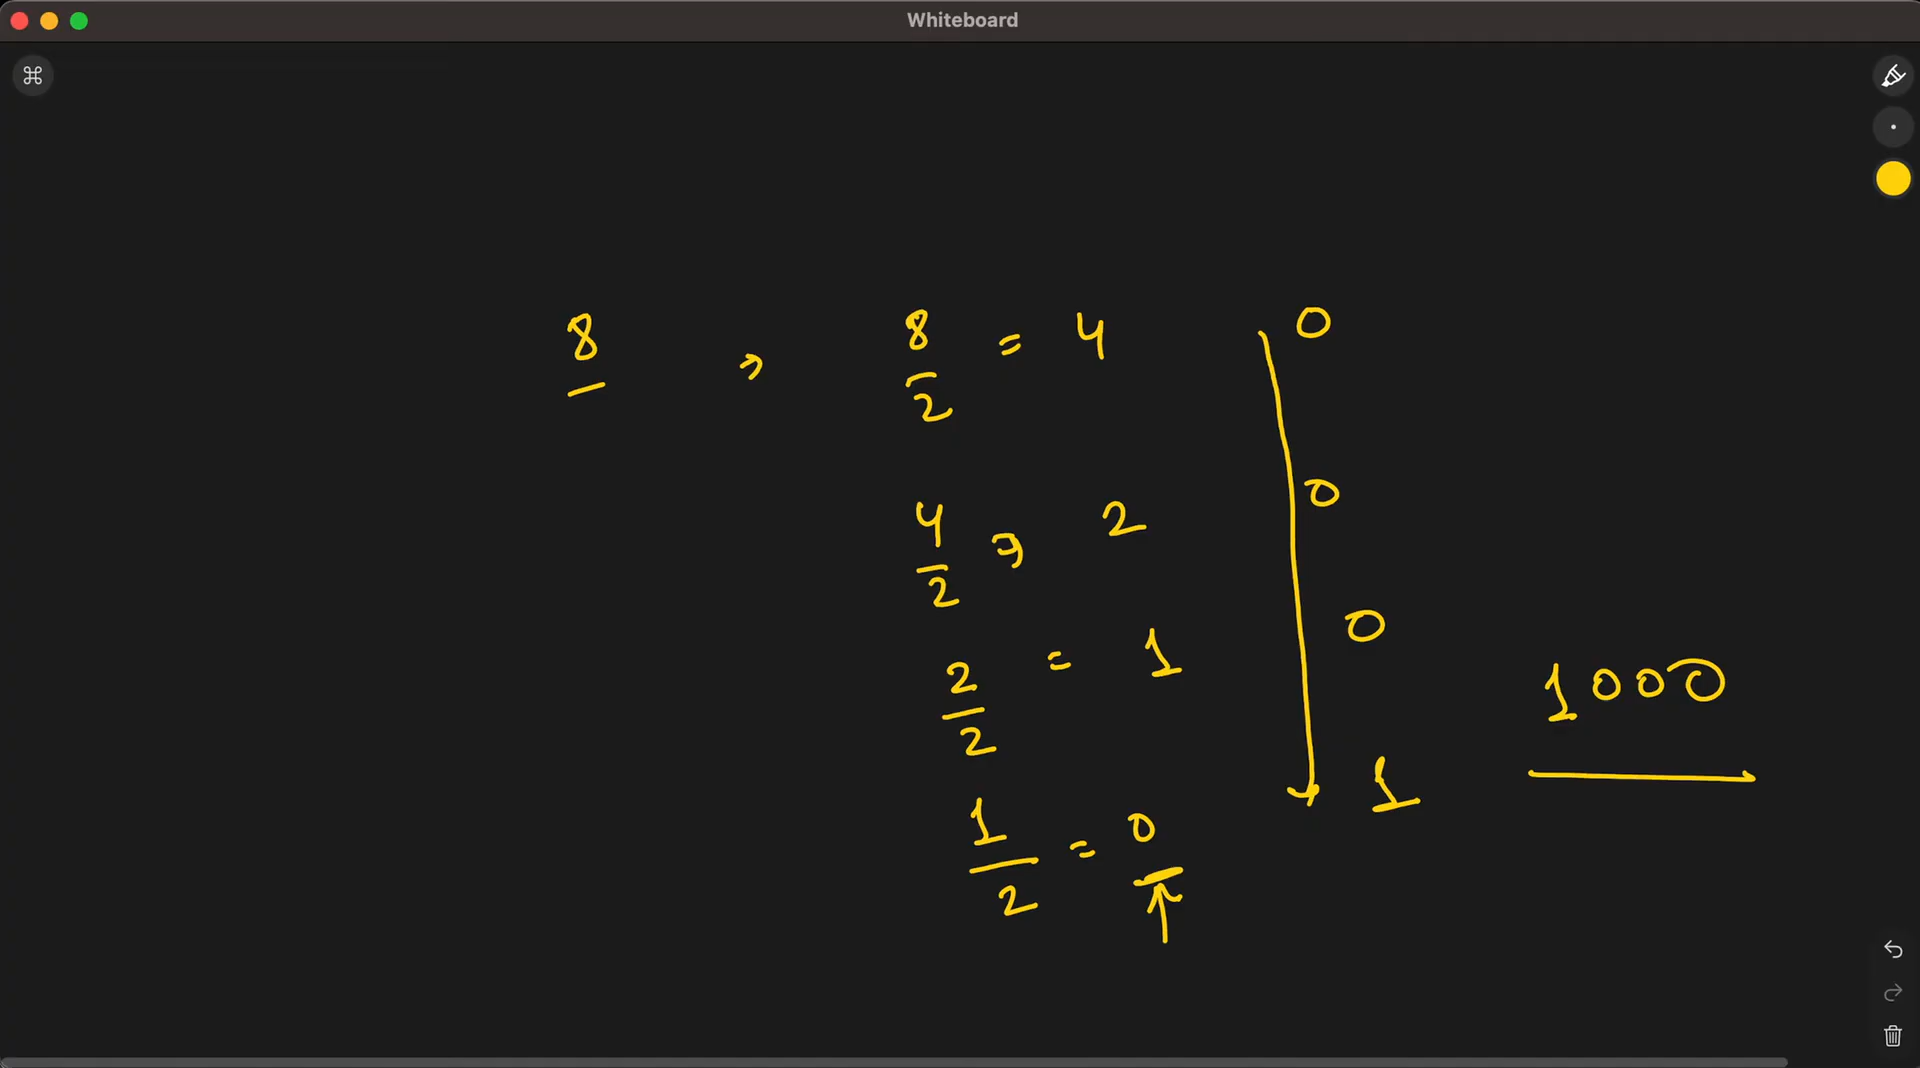 Whiteboard
⌘
8 → 8/2 = 4 0
4/2 ⇒ 2 0
2/2 = 1 0
1000
1/2 = 0 1